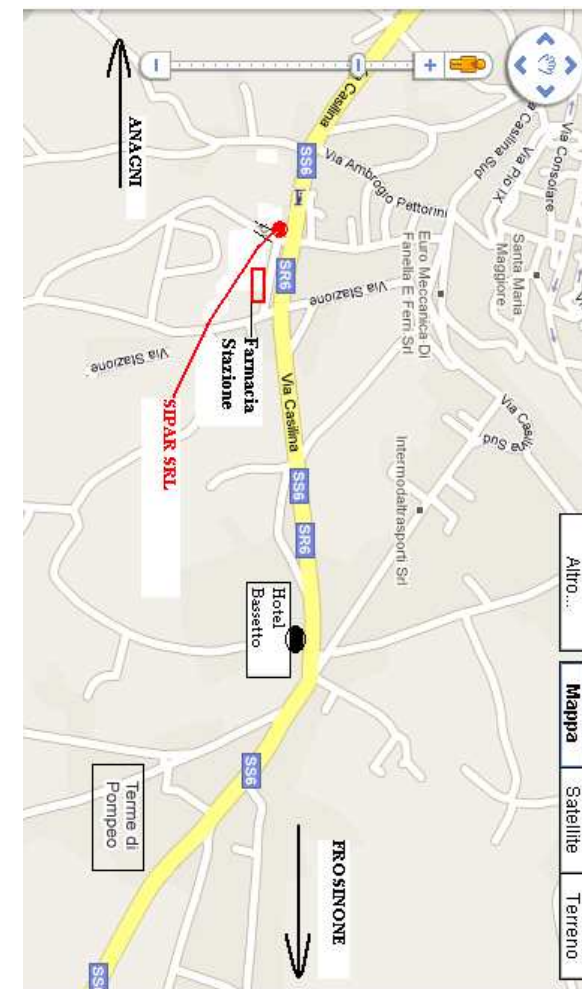 Altro...
Mappa
Satellite
Terreno
Via Consolare
Via Pio IX
Via Casilina Sud
Santa Maria
Maggiore
Via Casilina Sud
Euro Meccanica Di
Fanella E Ferri Srl
Intermodaltrasporti Srl
Via Ambrogio Pettorini
Via Stazione
FROSINONE
Casilina
SS6
SR6
Via Casilina
SS6
SR6
Hotel
Bassetto
SS6
Farmacia
Stazione
SIPAR SRL
Via Stazione
ANAGNI
Terme di
Pompeo
SS